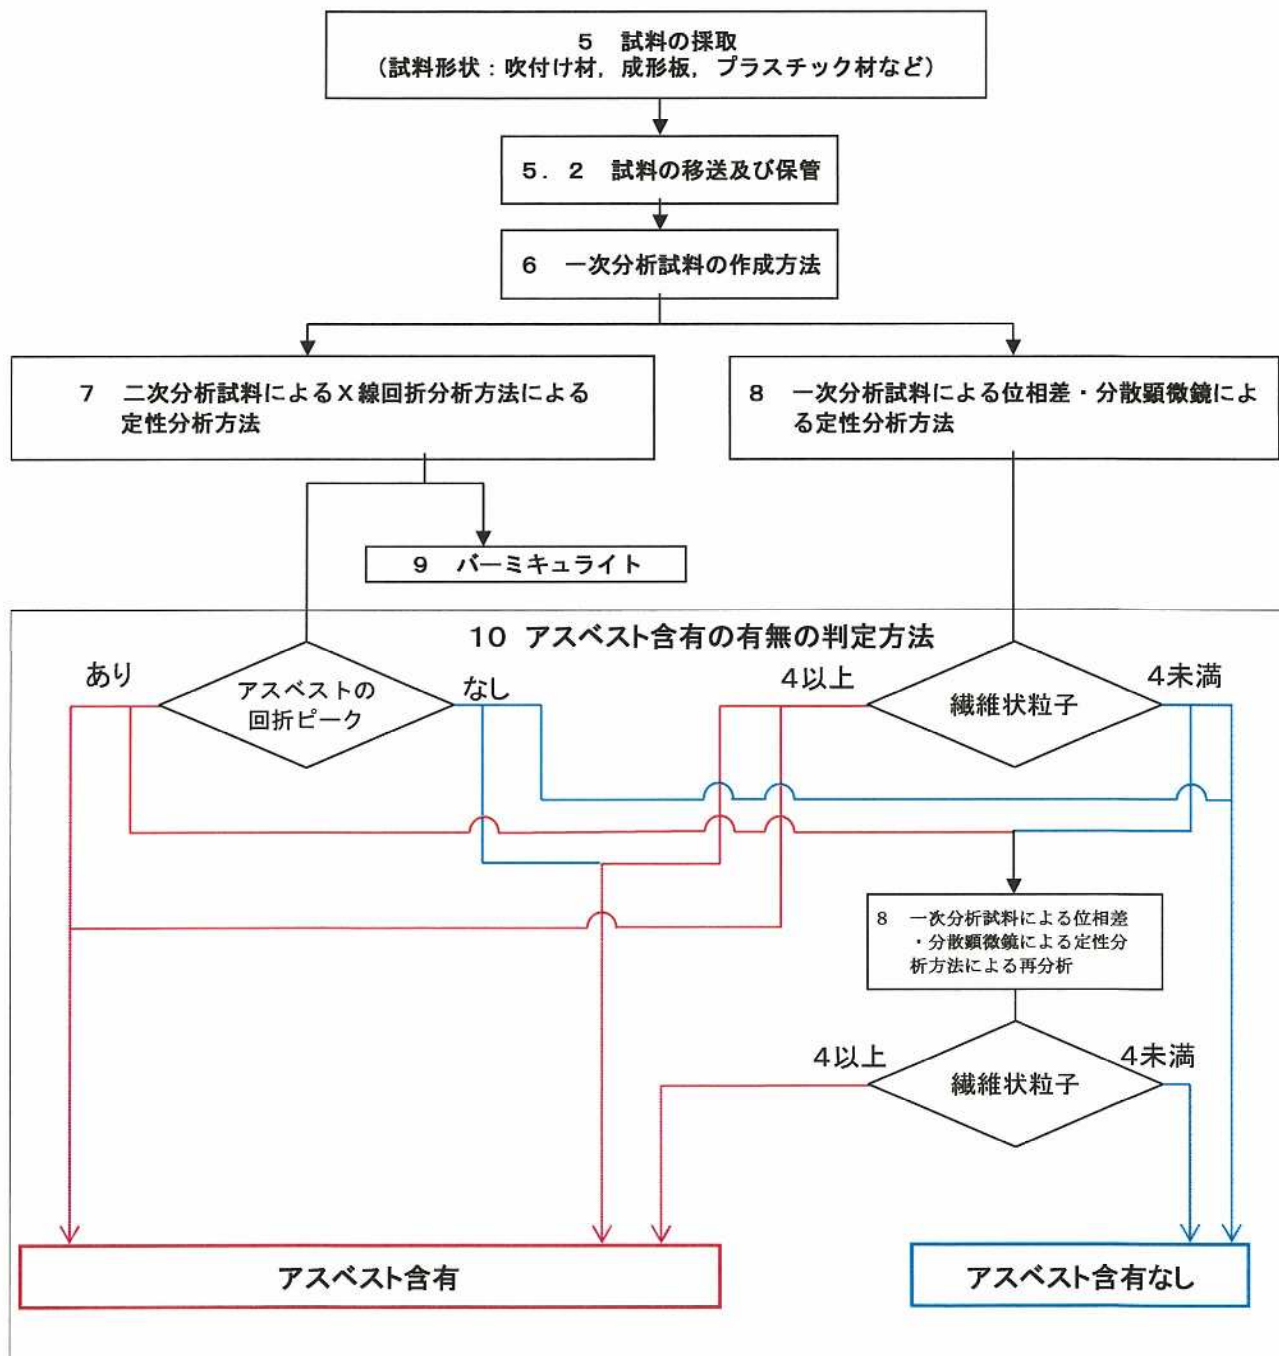 5 試料の採取
(試料形状:吹付け材,成形板,プラスチック材など)
5.2 試料の移送及び保管
6 一次分析試料の作成方法
7 二次分析試料によるX線回折分析方法による
定性分析方法
8 一次分析試料による位相差・分散顕微鏡によ
る定性分析方法
9 バーミキュライト
10 アスベスト含有の有無の判定方法
あり
アスベストの
回折ピーク
なし
4以上
繊維状粒子
4未満
8 一次分析試料による位相差
・分散顕微鏡による定性分
析方法による再分析
4以上
繊維状粒子
4未満
アスベスト含有
アスベスト含有なし